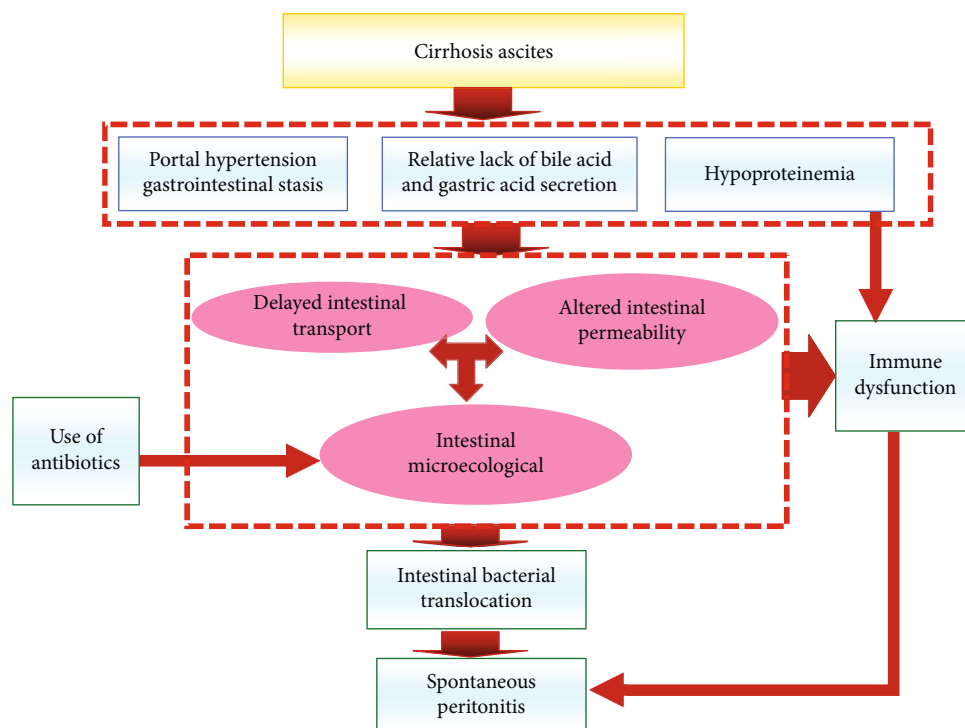 Cirrhosis ascites
Portal hypertension
gastrointestinal stasis
Relative lack of bile acid
and gastric acid secretion
Hypoproteinemia
Delayed intestinal
transport
Altered intestinal
permeability
Immune
dysfunction
Use of
antibiotics
Intestinal
microecological
Intestinal bacterial
translocation
Spontaneous
peritonitis